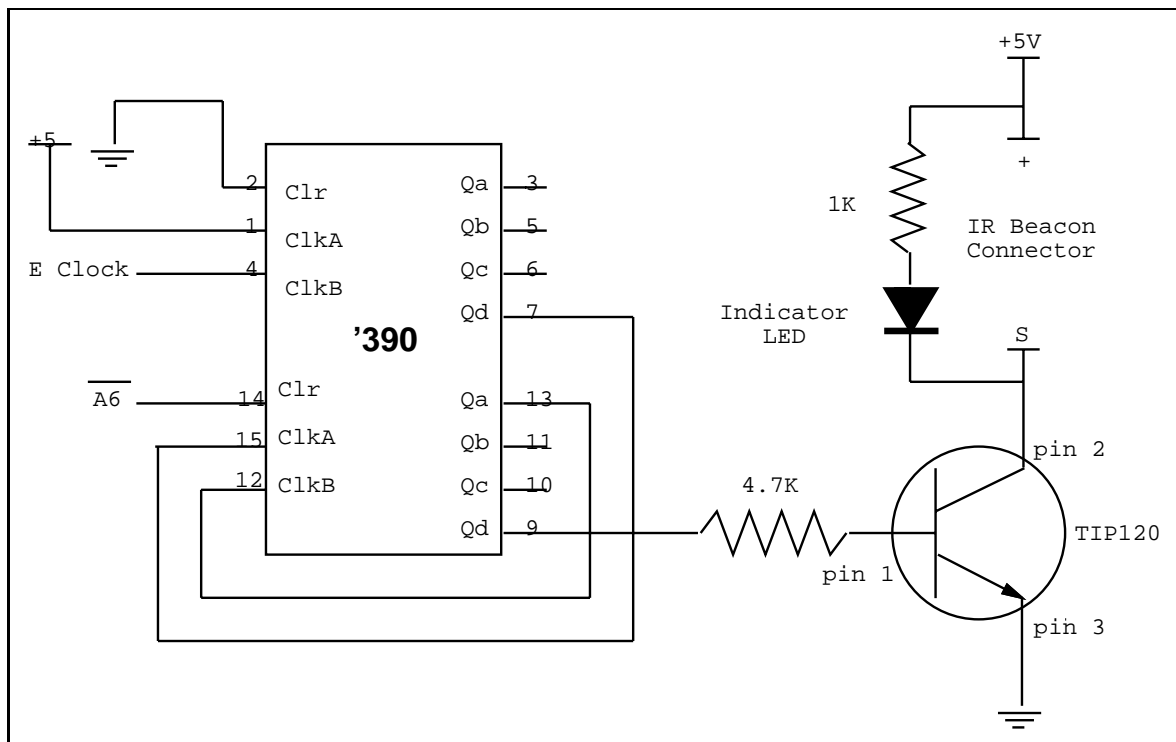 +5V
+5
+
2
Clr
Qa
3
1K
1
ClkA
Qb
5
IR Beacon
Connector
E Clock
4
ClkB
Qc
6
Qd
7
Indicator
LED
'390
S
A6
14
Clr
Qa
13
15
ClkA
Qb
11
pin 2
12
ClkB
Qc
10
4.7K
Qd
9
TIP120
pin 1
pin 3